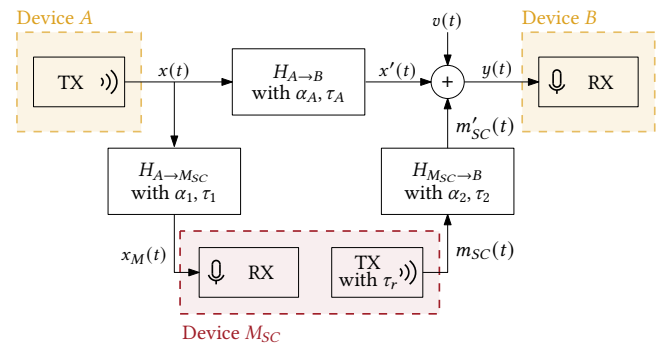 Device A
v(t)
Device B
TX
x(t)
H_{A→B}
with α_A, τ_A
x′(t)
+
y(t)
RX
m′_{SC}(t)
H_{A→M_{SC}}
with α_1, τ_1
H_{M_{SC}→B}
with α_2, τ_2
x_M(t)
RX
TX
with τ_r
m_{SC}(t)
Device M_{SC}